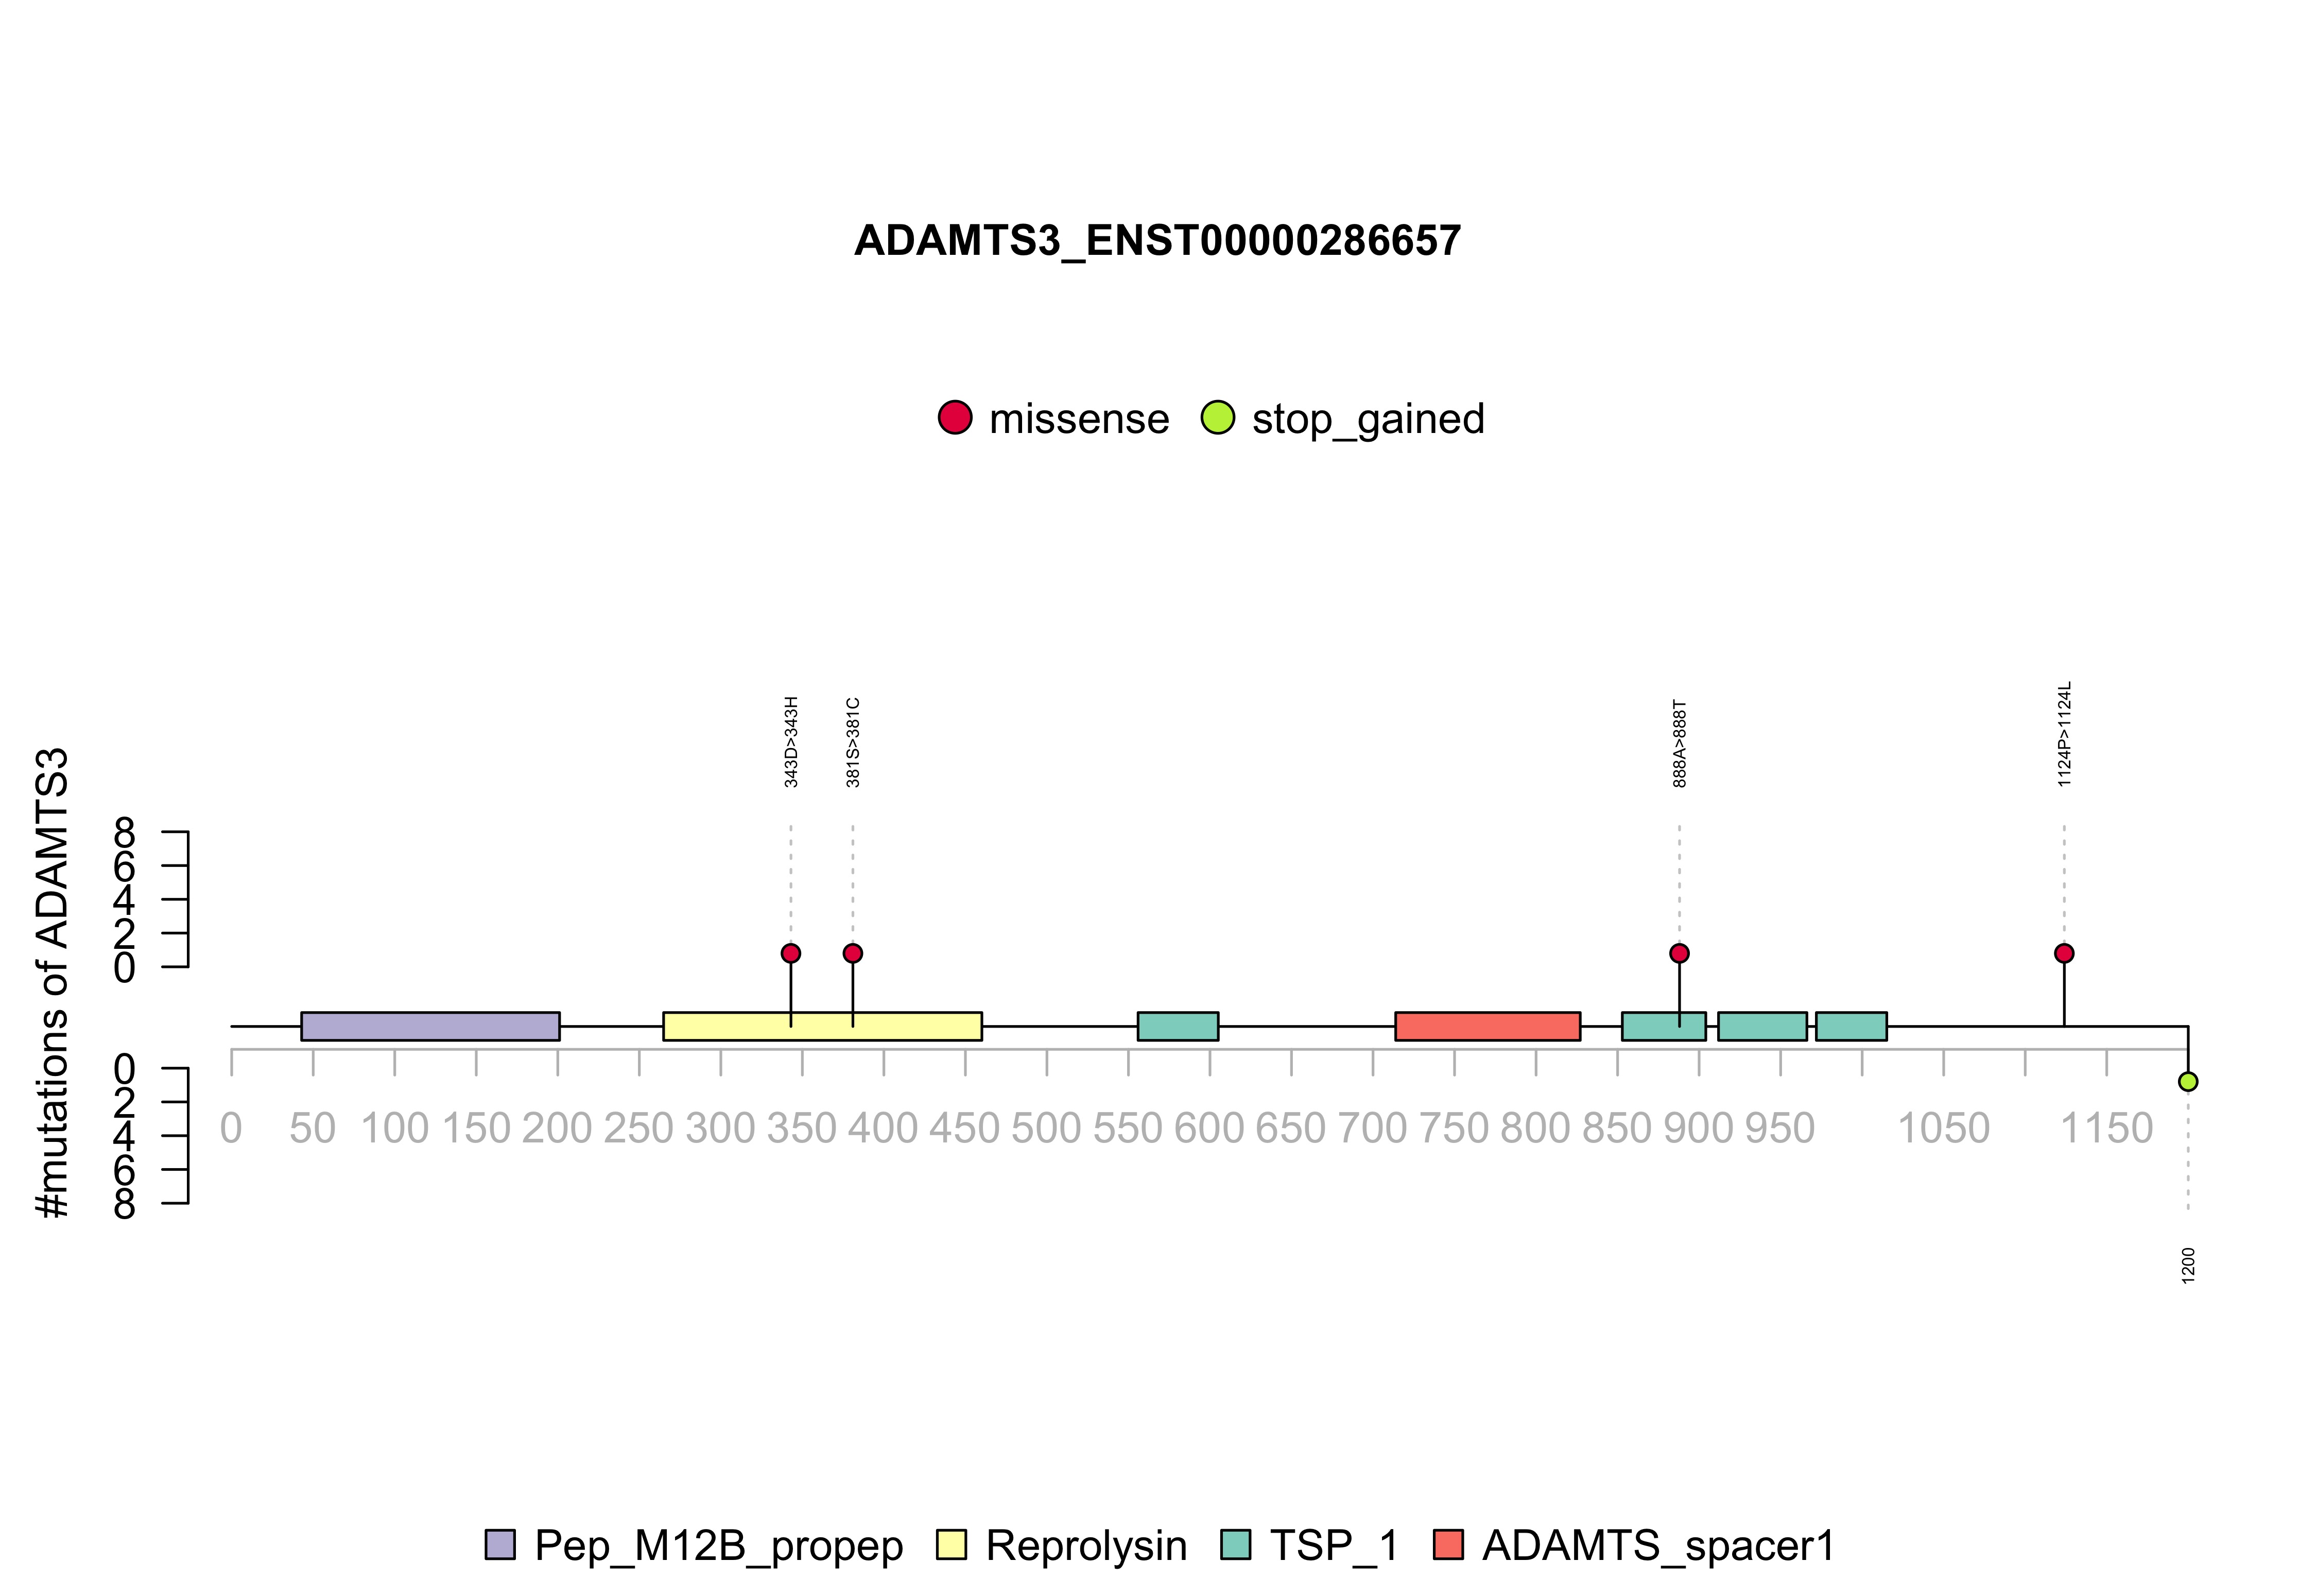 ADAMTS3_ENST00000286657
missense stop_gained
343D>343H
381S>381C
888A>888T
1124P>1124L
#mutations of ADAMTS3
8
6
4
2
0
0
2
4
6
8
0 50 100 150 200 250 300 350 400 450 500 550 600 650 700 750 800 850 900 950 1050 1150
1200
Pep_M12B_propep Reprolysin TSP_1 ADAMTS_spacer1